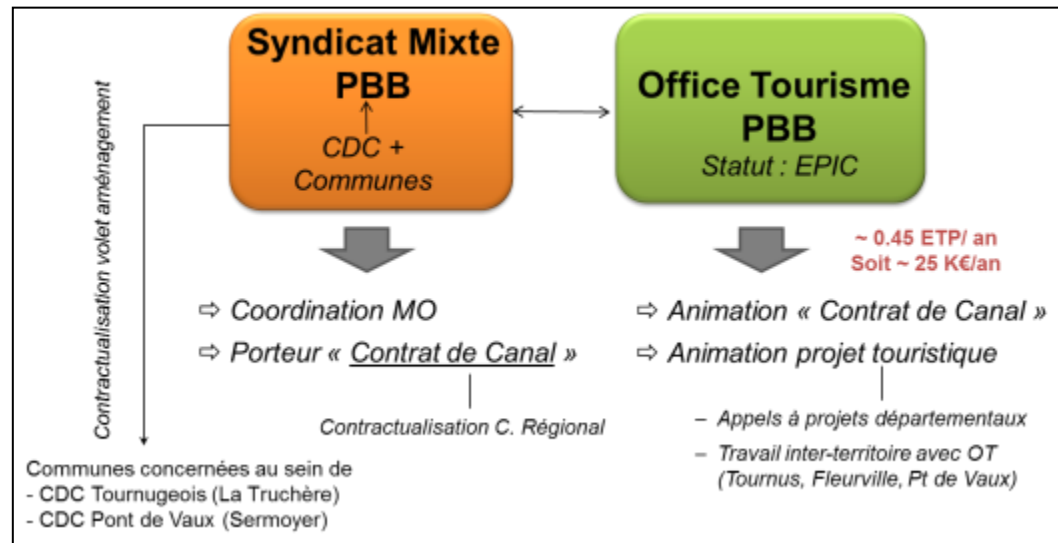 Syndicat Mixte
PBB
CDC +
Communes
Office Tourisme
PBB
Statut : EPIC
Contractualisation volet aménagement
~ 0.45 ETP/ an
Soit ~ 25 K€/an
⇨ Coordination MO
⇨ Porteur « Contrat de Canal »
Contractualisation C. Régional
⇨ Animation « Contrat de Canal »
⇨ Animation projet touristique
– Appels à projets départementaux
– Travail inter-territoire avec OT
(Tournus, Fleurville, Pt de Vaux)
Communes concernées au sein de
- CDC Tournugeois (La Truchère)
- CDC Pont de Vaux (Sermoyer)